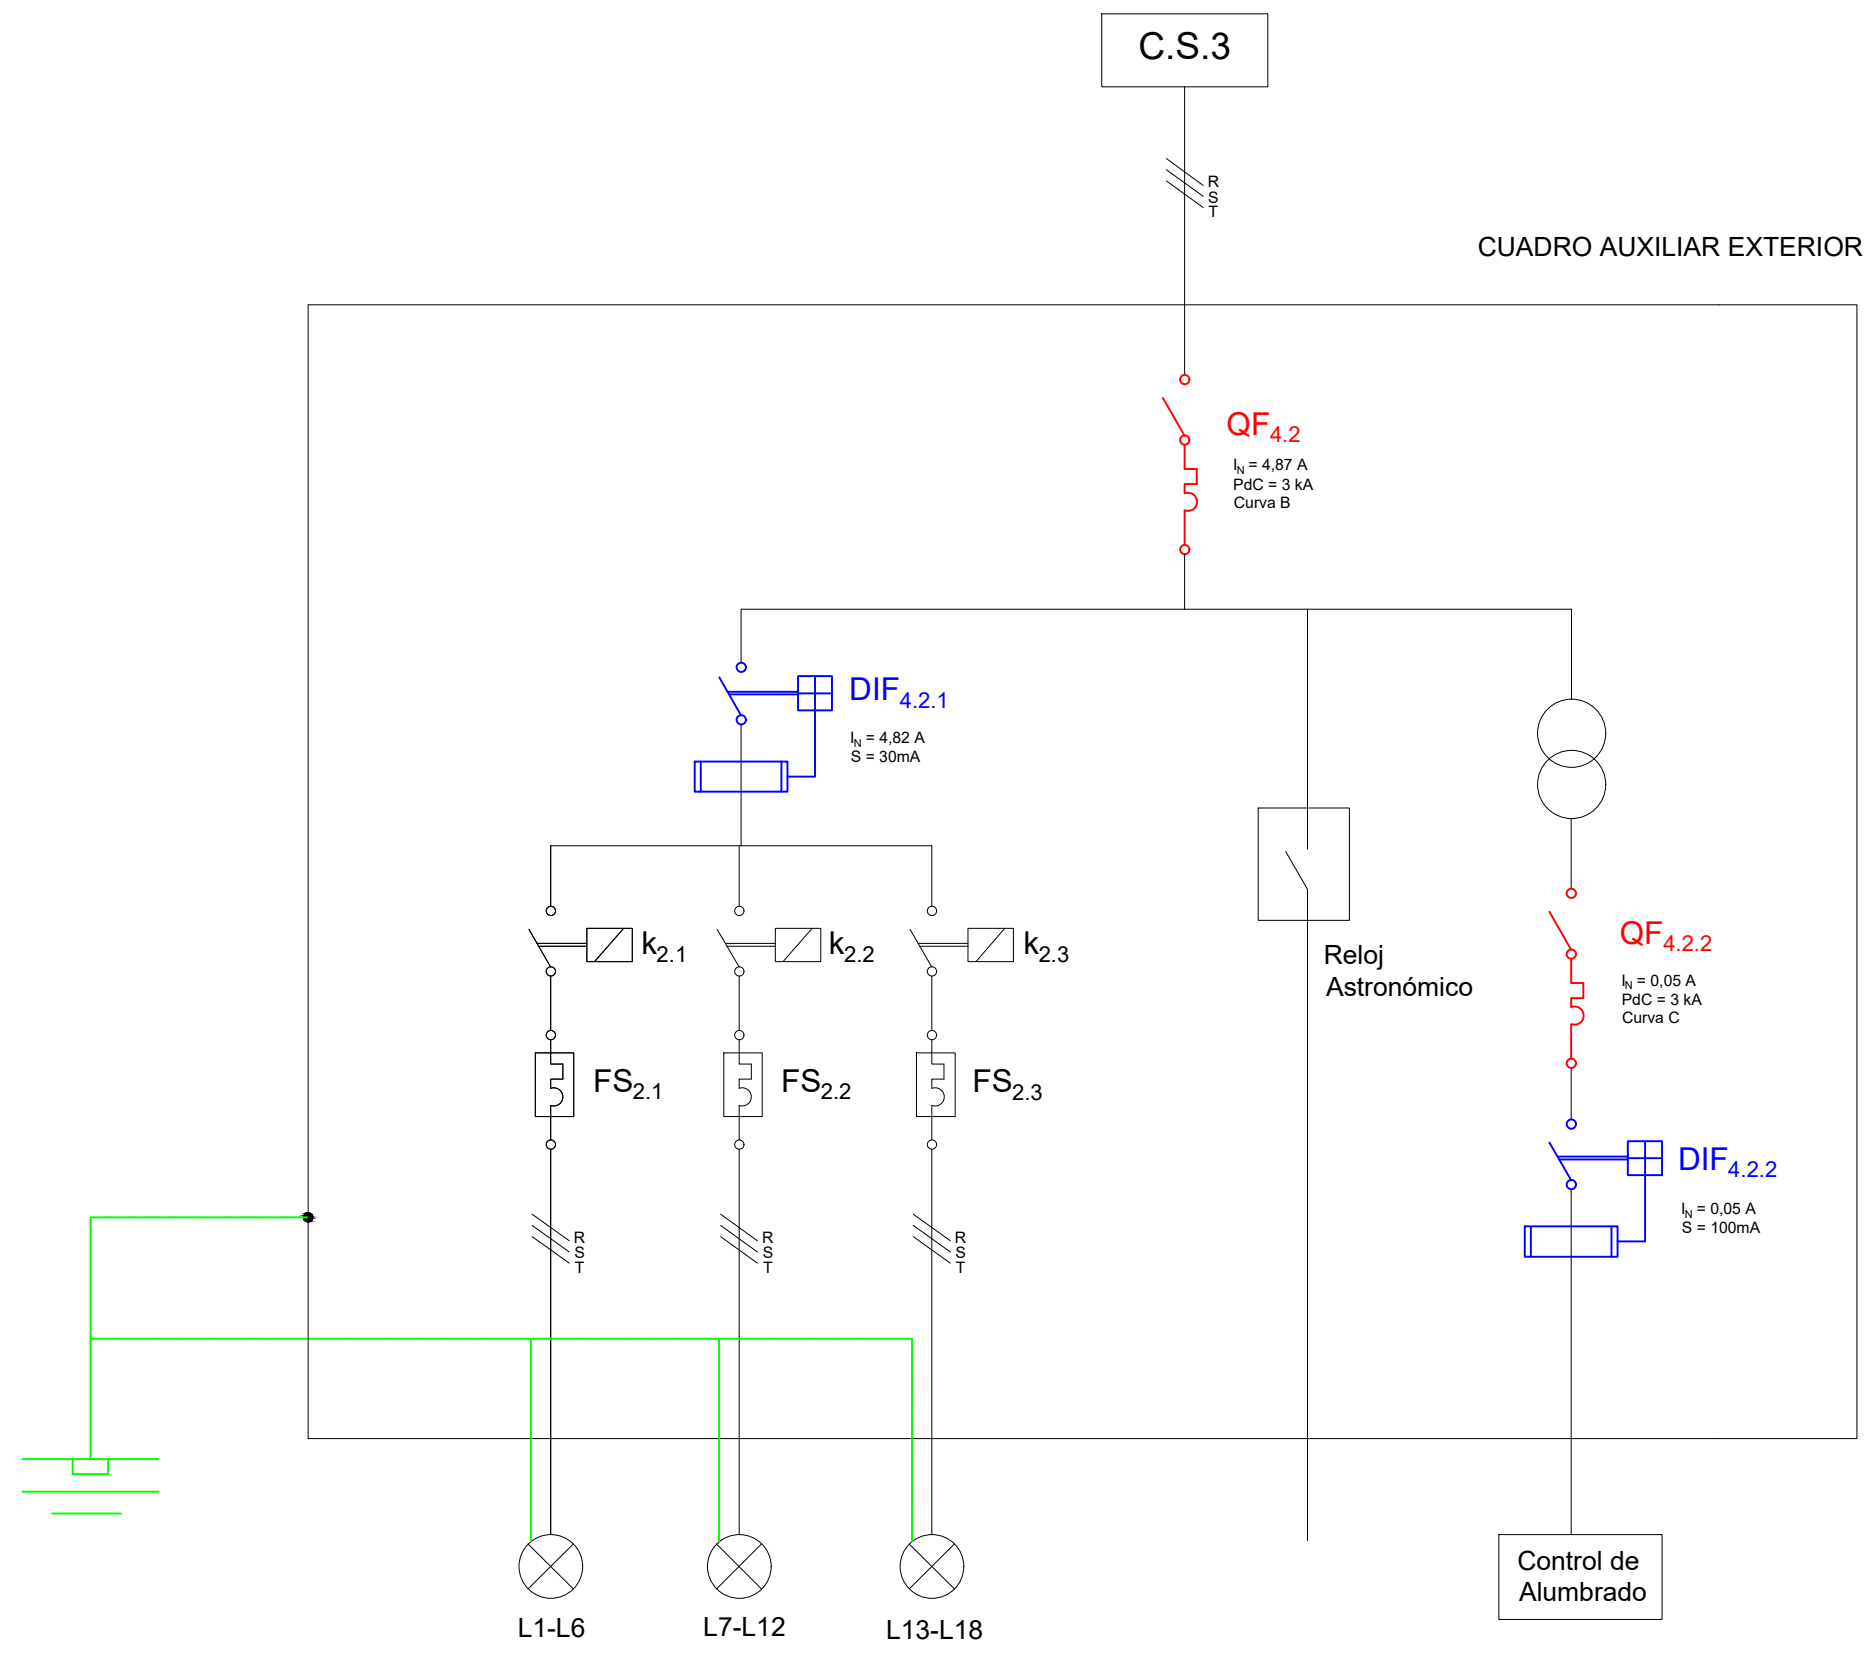 C.S.3
R
S
T
CUADRO AUXILIAR EXTERIOR
QF4.2
IN = 4,87 A
PdC = 3 kA
Curva B
DIF4.2.1
IN = 4,82 A
S = 30mA
k2.1
k2.2
k2.3
Reloj
Astronómico
QF4.2.2
IN = 0,05 A
PdC = 3 kA
Curva C
FS2.1
FS2.2
FS2.3
DIF4.2.2
IN = 0,05 A
S = 100mA
R
S
T
R
S
T
R
S
T
Control de
Alumbrado
L1-L6
L7-L12
L13-L18